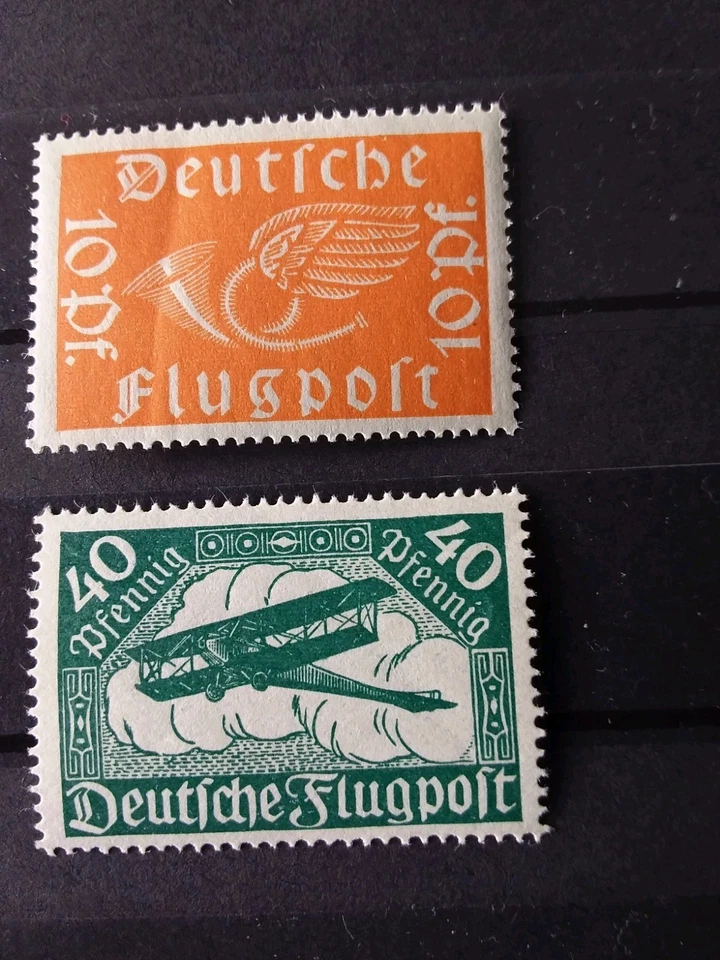 Deutſche
10 Pf.
10 Pf.
Flugpoſt
40
Pfennig
40
Pfennig
Deutſche Flugpoſt